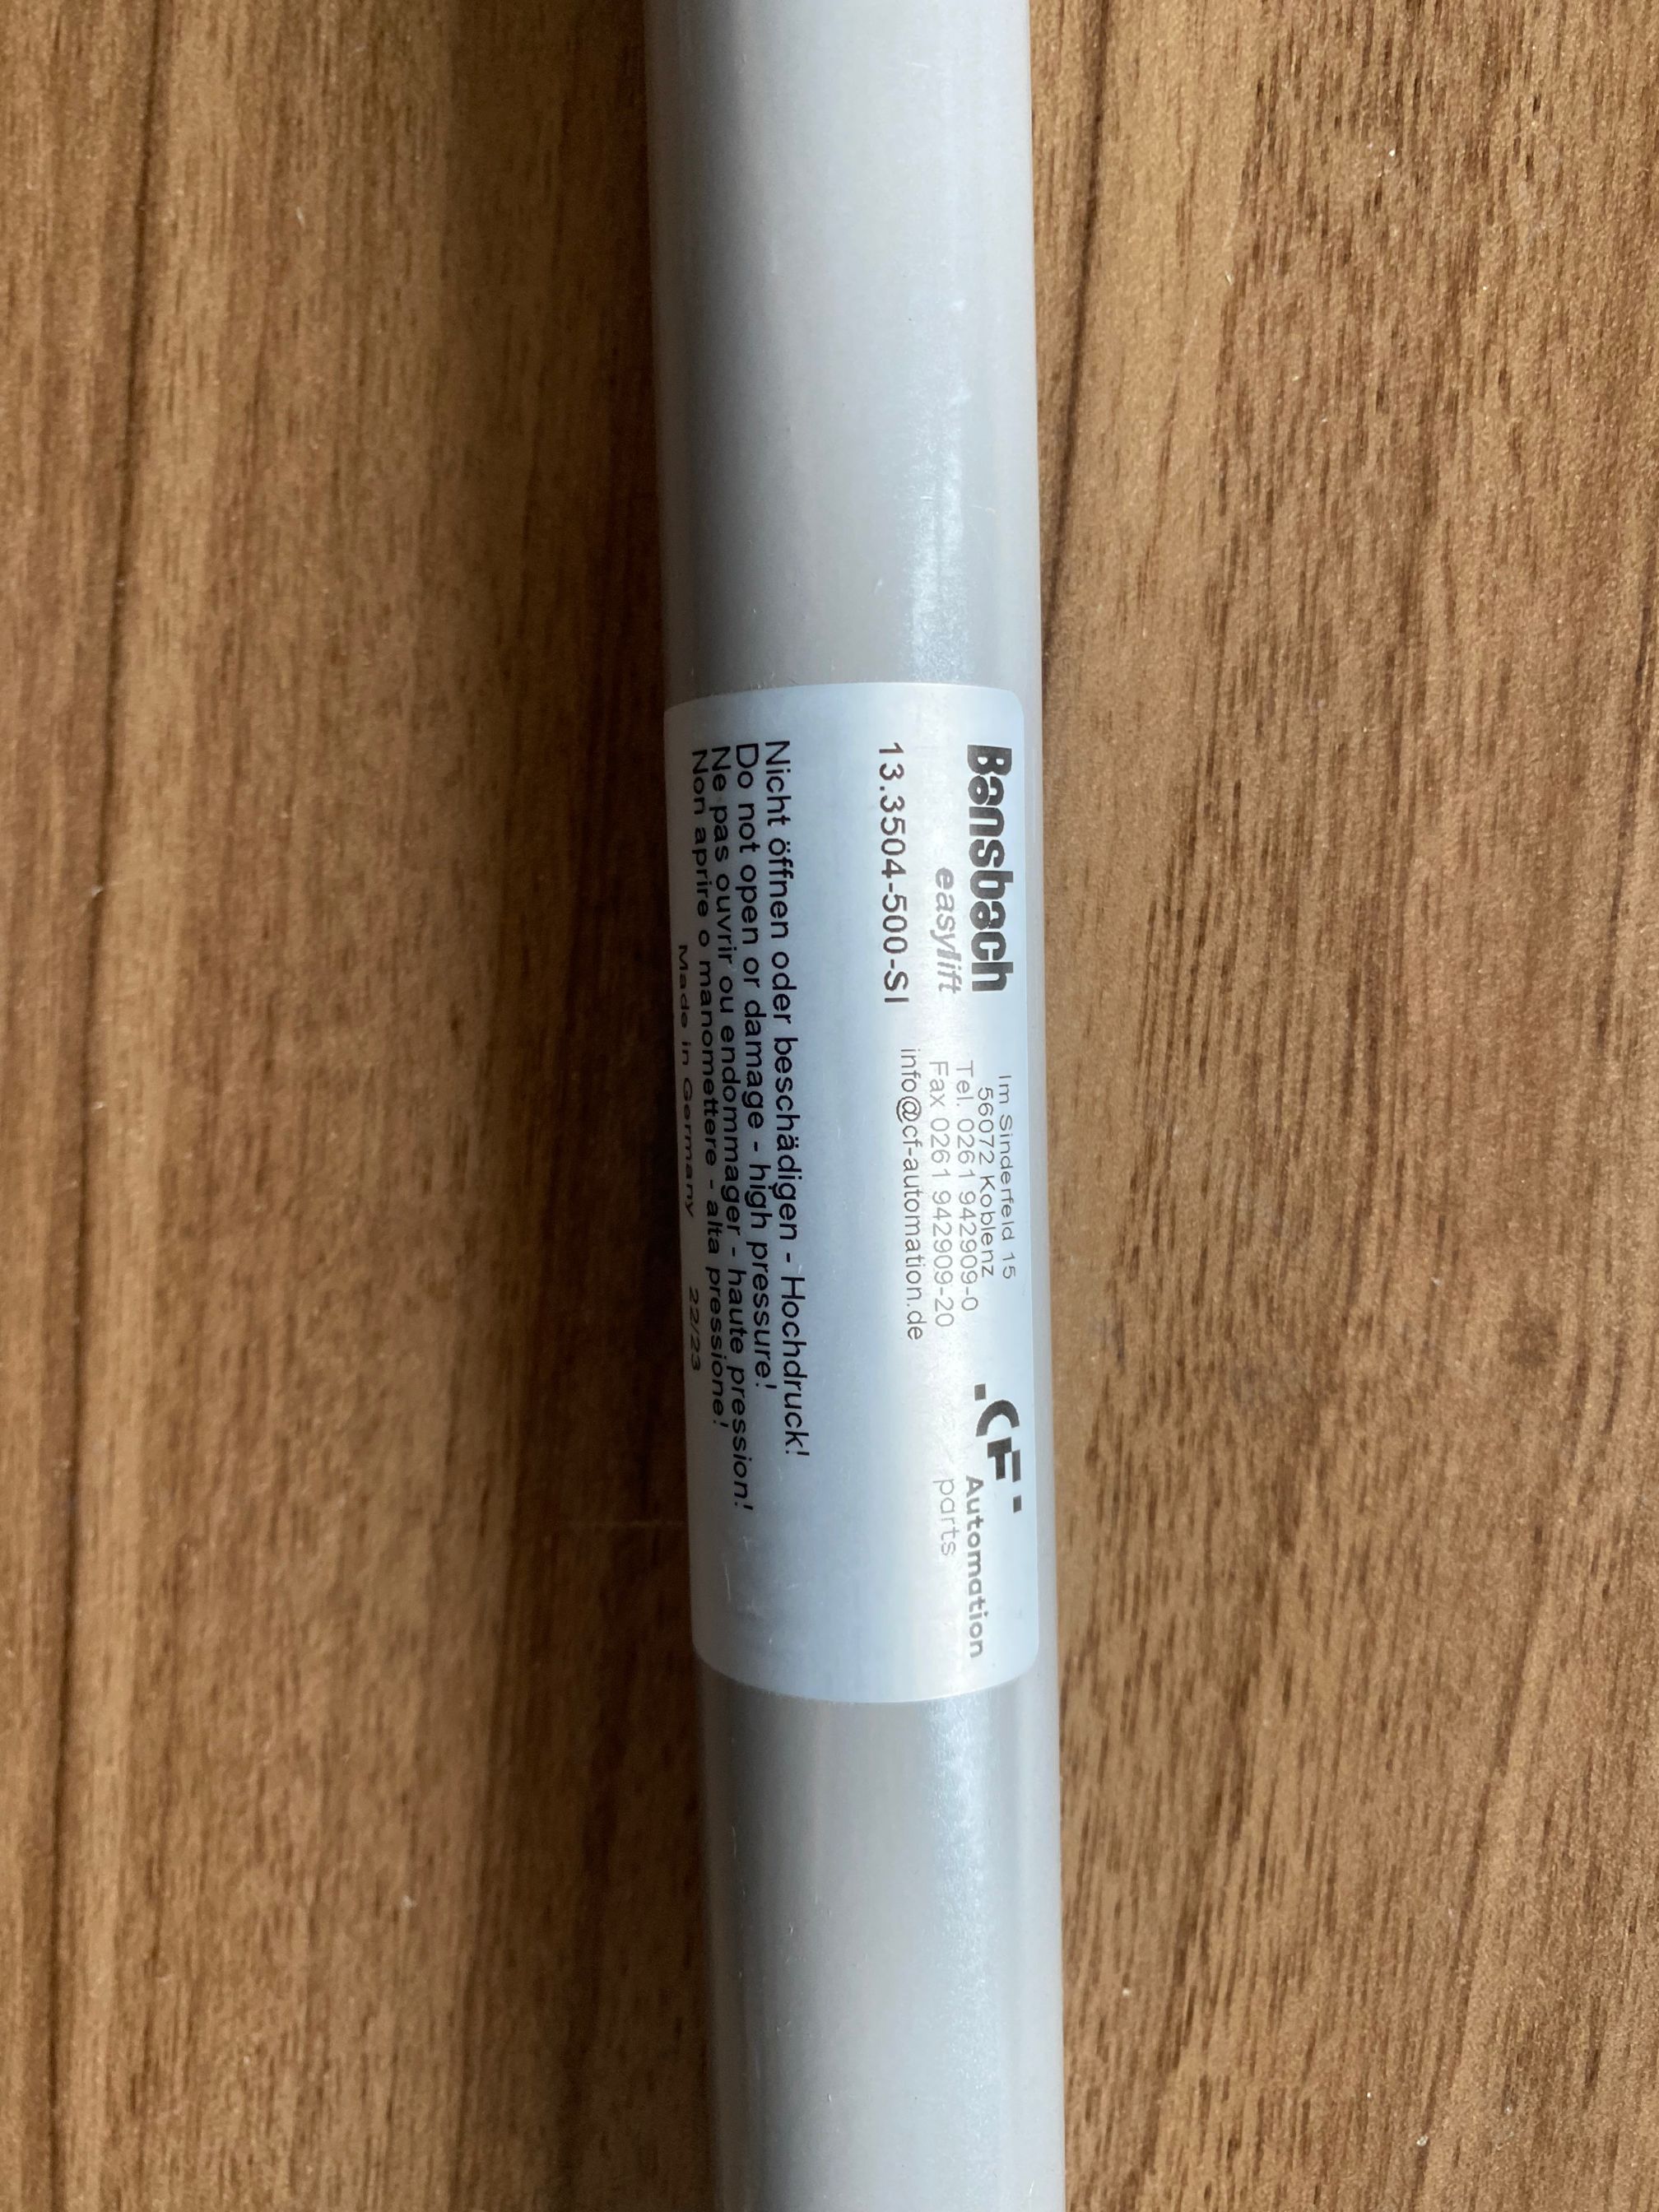 Bansbach
easylift
13.3504-500-SI
Im Sinderfeld 15
56072 Koblenz
Tel. 0261 942909-0
Fax 0261 942909-20
info@cf-automation.de
.CF'
Automation
parts
Nicht öffnen oder beschädigen - Hochdruck!
Do not open or damage - high pressure!
Ne pas ouvrir ou endommager - haute pression!
Non aprire o manomettere - alta pressione!
Made in Germany 22/23